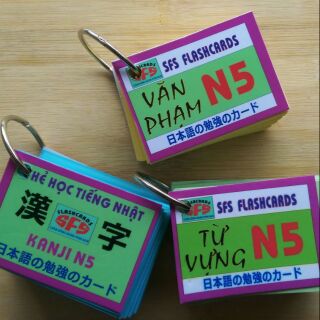 SFS FLASHCARDS
VĂN
PHẠM N5
日本語の勉強のカード
THẺ HỌC TIẾNG NHẬT
漢 FLASHCARDS SFS 字
KANJI N5
日本語の勉強のカード
SFS FLASHCARDS
TỪ
VỰNG N5
日本語の勉強のカード